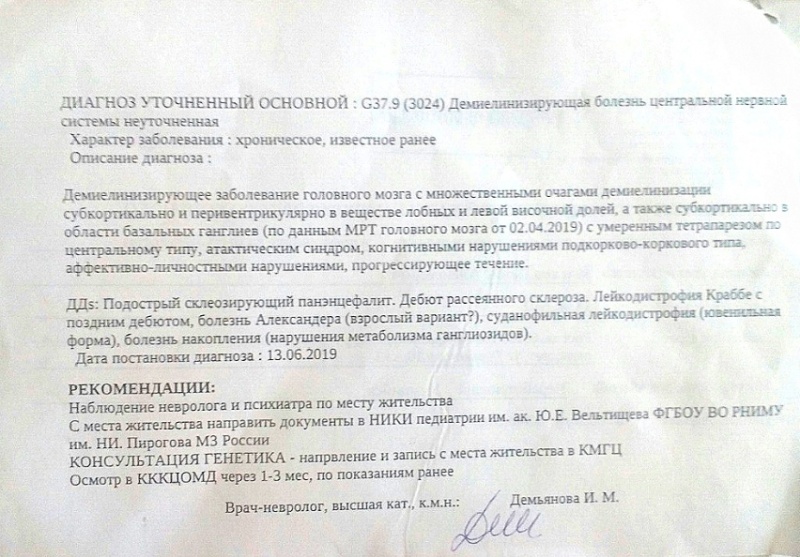 ДИАГНОЗ УТОЧНЕННЫЙ ОСНОВНОЙ : G37.9 (3024) Демиелинизирующая болезнь центральной нервной
системы неуточненная
Характер заболевания : хроническое, известное ранее
Описание диагноза :
Демиелинизирующее заболевание головного мозга с множественными очагами демиелинизации
субкортикально и перивентрикулярно в веществе лобных и левой височной долей, а также субкортикально в
области базальных ганглиев (по данным МРТ головного мозга от 02.04.2019) с умеренным тетрапарезом по
центральному типу, атактическим синдром, когнитивными нарушениями подкорково-коркового типа,
аффективно-личностными нарушениями, прогрессирующее течение.
ДДs: Подострый склеозирующий панэнцефалит. Дебют рассеянного склероза. Лейкодистрофия Краббе с
поздним дебютом, болезнь Александера (взрослый вариант?), суданофильная лейкодистрофия (ювенильная
форма), болезнь накопления (нарушения метаболизма ганглиозидов).
Дата постановки диагноза : 13.06.2019
РЕКОМЕНДАЦИИ:
Наблюдение невролога и психиатра по месту жительства
С места жительства направить документы в НИКИ педиатрии им. ак. Ю.Е. Вельтищева ФГБОУ ВО РНИМУ
им. НИ. Пирогова МЗ России
КОНСУЛЬТАЦИЯ ГЕНЕТИКА - напрвление и запись с места жительства в КМГЦ
Осмотр в КККЦОМД через 1-3 мес, по показаниям ранее
Врач-невролог, высшая кат., к.м.н.: Демьянова И. М.